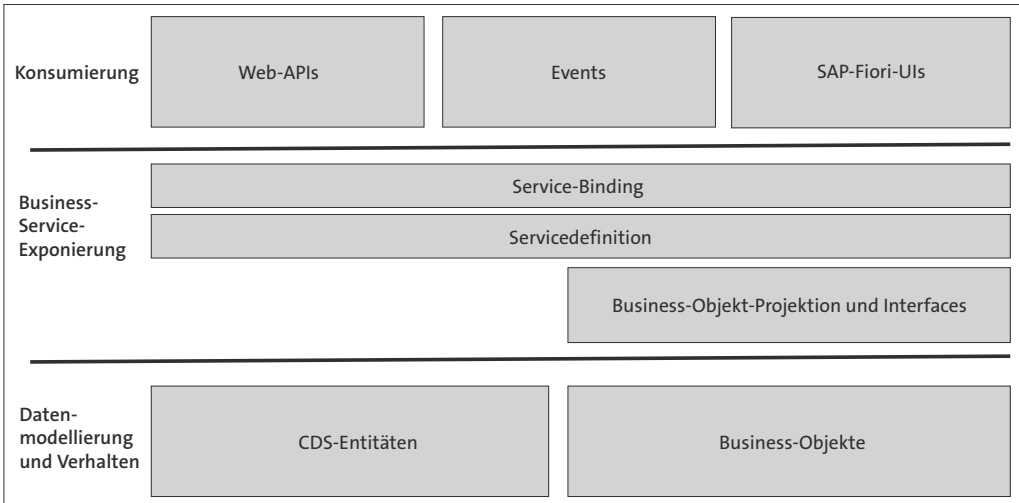 Konsumierung
Web-APIs
Events
SAP-Fiori-UIs
Business-
Service-
Exponierung
Service-Binding
Servicedefinition
Business-Objekt-Projektion und Interfaces
Daten-
modellierung
und Verhalten
CDS-Entitäten
Business-Objekte